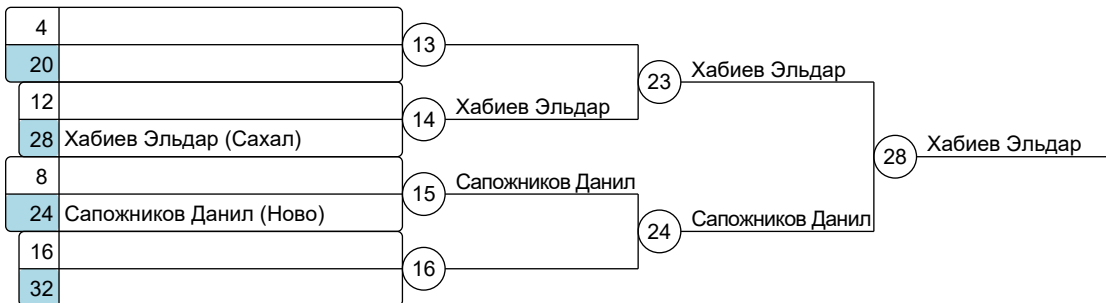 4
13
20
23 Хабиев Эльдар
12
14 Хабиев Эльдар
28 Хабиев Эльдар (Сахал)
28 Хабиев Эльдар
8
15 Сапожников Данил
24 Сапожников Данил (Ново)
24 Сапожников Данил
16
16
32